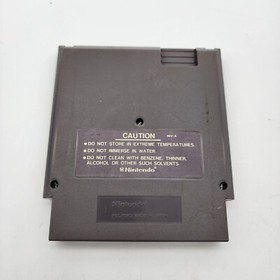 CAUTION
REV-A
• DO NOT STORE IN EXTREME TEMPERATURES.
• DO NOT IMMERSE IN WATER.
• DO NOT CLEAN WITH BENZENE, THINNER,
ALCOHOL OR OTHER SUCH SOLVENTS.
Nintendo